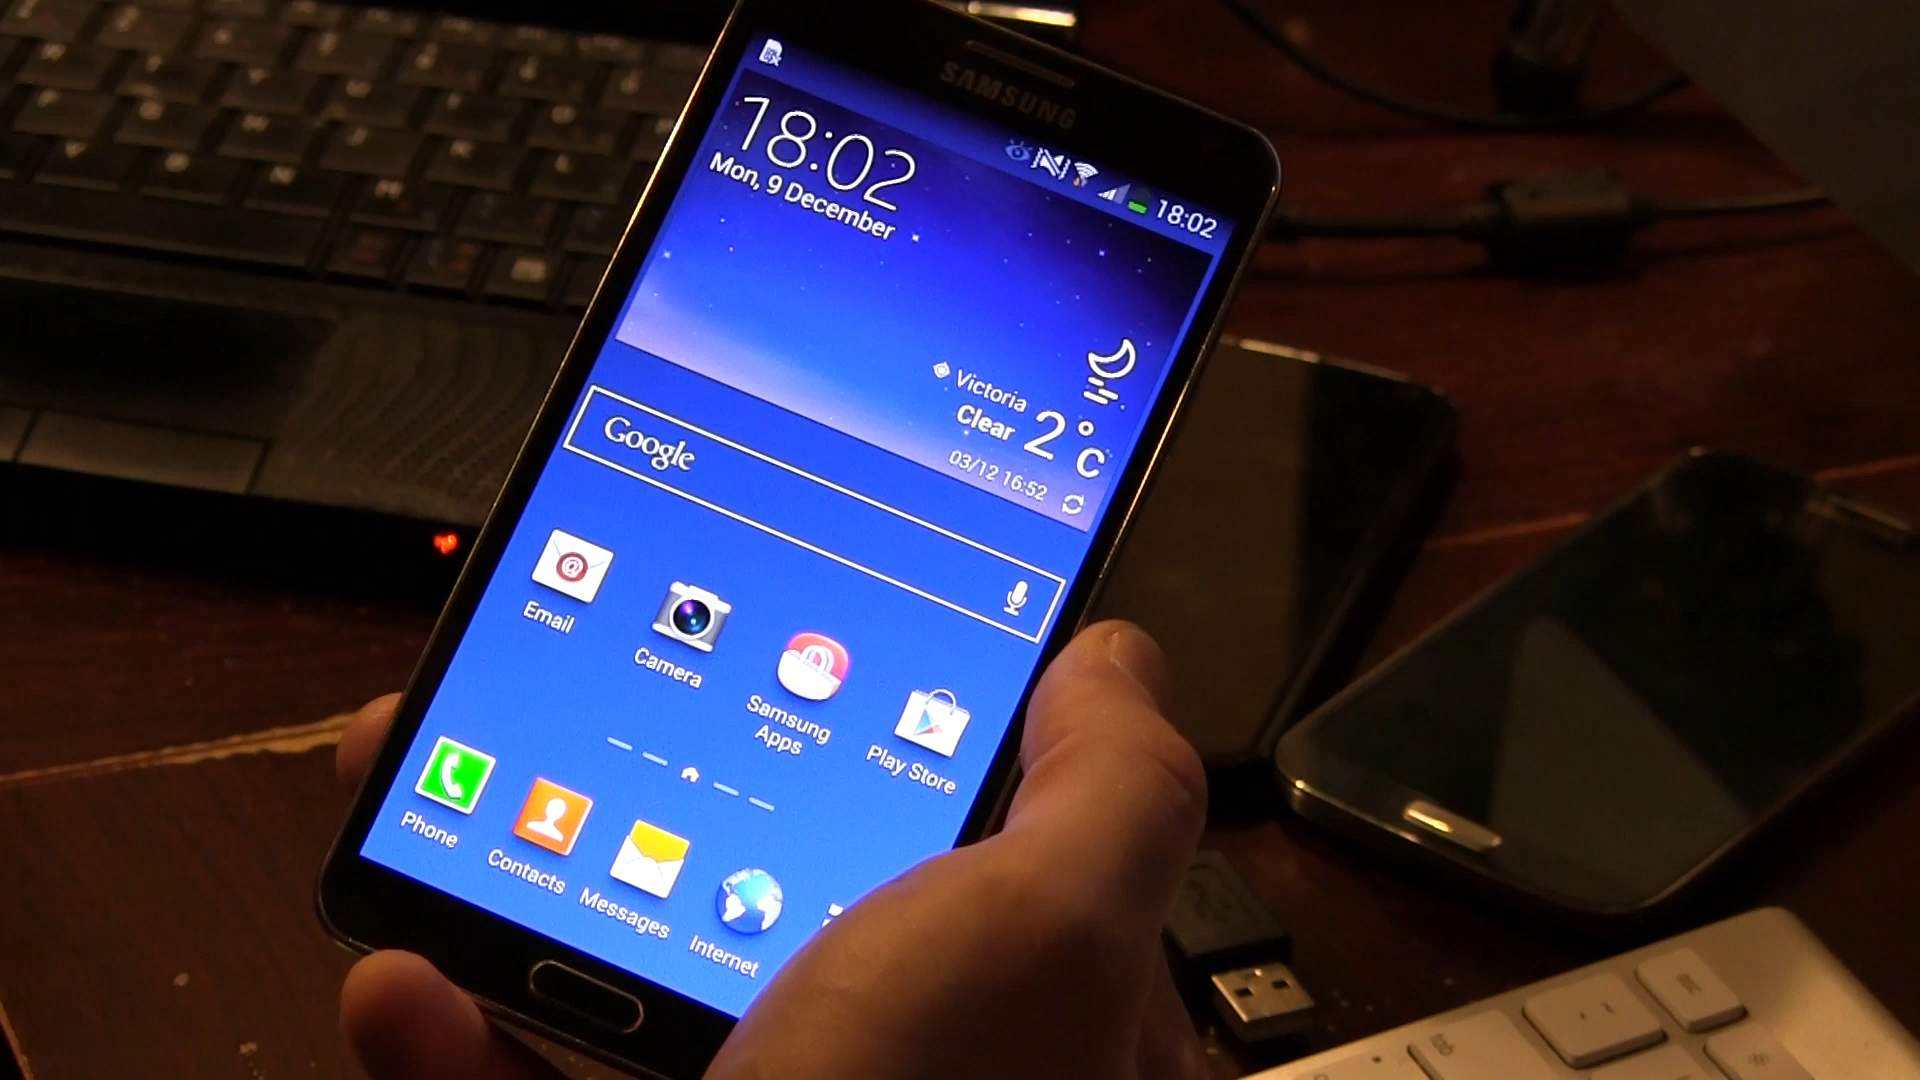 SAMSUNG
18:02
18:02
Mon, 9 December
Victoria
Clear
2°C
03/12 16:52
Google
Email
Camera
Samsung
Apps
Play Store
Phone
Contacts
Messages
Internet
tab